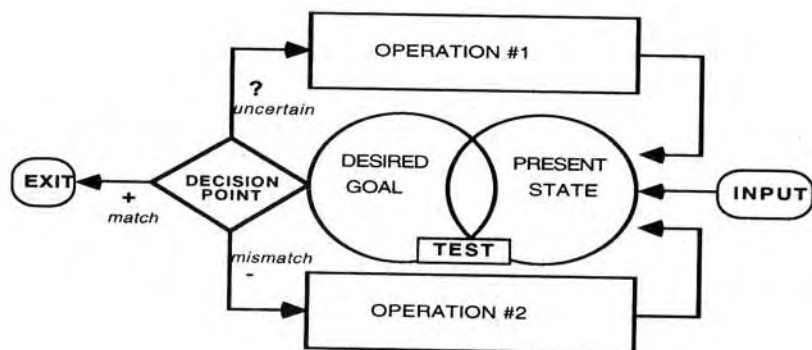 OPERATION #1
?
uncertain
DESIRED
GOAL
PRESENT
STATE
EXIT
DECISION
POINT
INPUT
+
match
TEST
mismatch
-
OPERATION #2